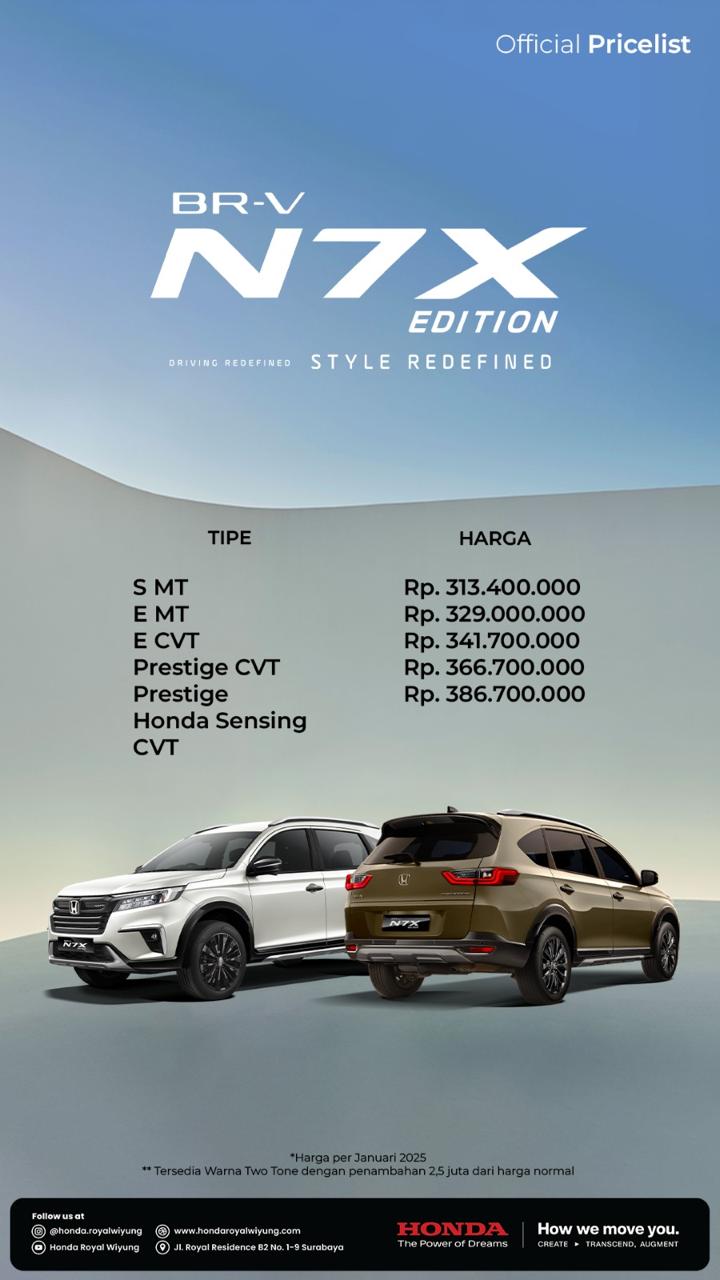 Official Pricelist
BR-V
N7X
EDITION
DRIVING REDEFINED STYLE REDEFINED
TIPE HARGA
S MT Rp. 313.400.000
E MT Rp. 329.000.000
E CVT Rp. 341.700.000
Prestige CVT Rp. 366.700.000
Prestige Rp. 386.700.000
Honda Sensing
CVT
N7X
N7X
*Harga per Januari 2025
** Tersedia Warna Two Tone dengan penambahan 2,5 juta dari harga normal
Follow us at
@honda.royalwiyung www.hondaroyalwiyung.com
Honda Royal Wiyung Jl. Royal Residence B2 No. 1-9 Surabaya
HONDA
The Power of Dreams
How we move you.
CREATE ▸ TRANSCEND, AUGMENT